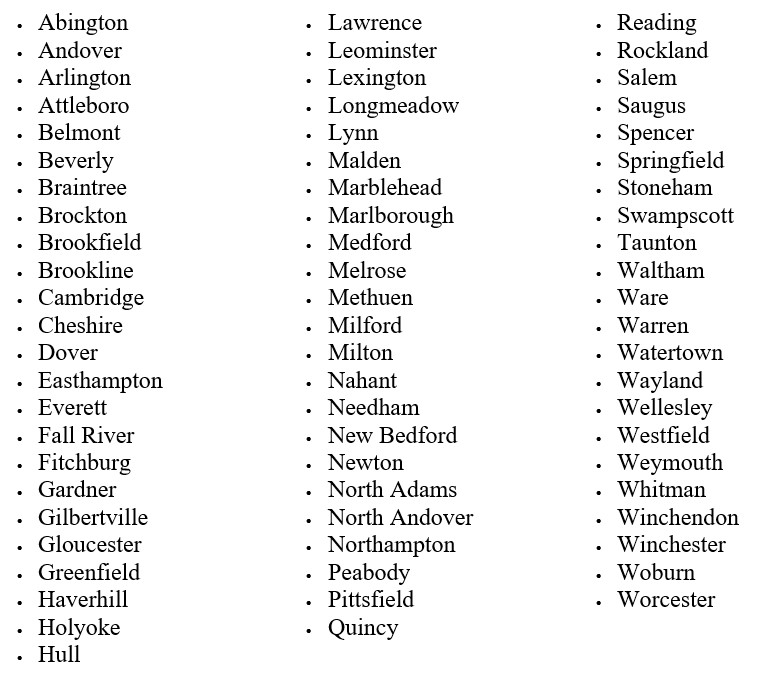 Abington
Andover
Arlington
Attleboro
Belmont
Beverly
Braintree
Brockton
Brookfield
Brookline
Cambridge
Cheshire
Dover
Easthampton
Everett
Fall River
Fitchburg
Gardner
Gilbertville
Gloucester
Greenfield
Haverhill
Holyoke
Hull
Lawrence
Leominster
Lexington
Longmeadow
Lynn
Malden
Marblehead
Marlborough
Medford
Melrose
Methuen
Milford
Milton
Nahant
Needham
New Bedford
Newton
North Adams
North Andover
Northampton
Peabody
Pittsfield
Quincy
Reading
Rockland
Salem
Saugus
Spencer
Springfield
Stoneham
Swampscott
Taunton
Waltham
Ware
Warren
Watertown
Wayland
Wellesley
Westfield
Weymouth
Whitman
Winchendon
Winchester
Woburn
Worcester